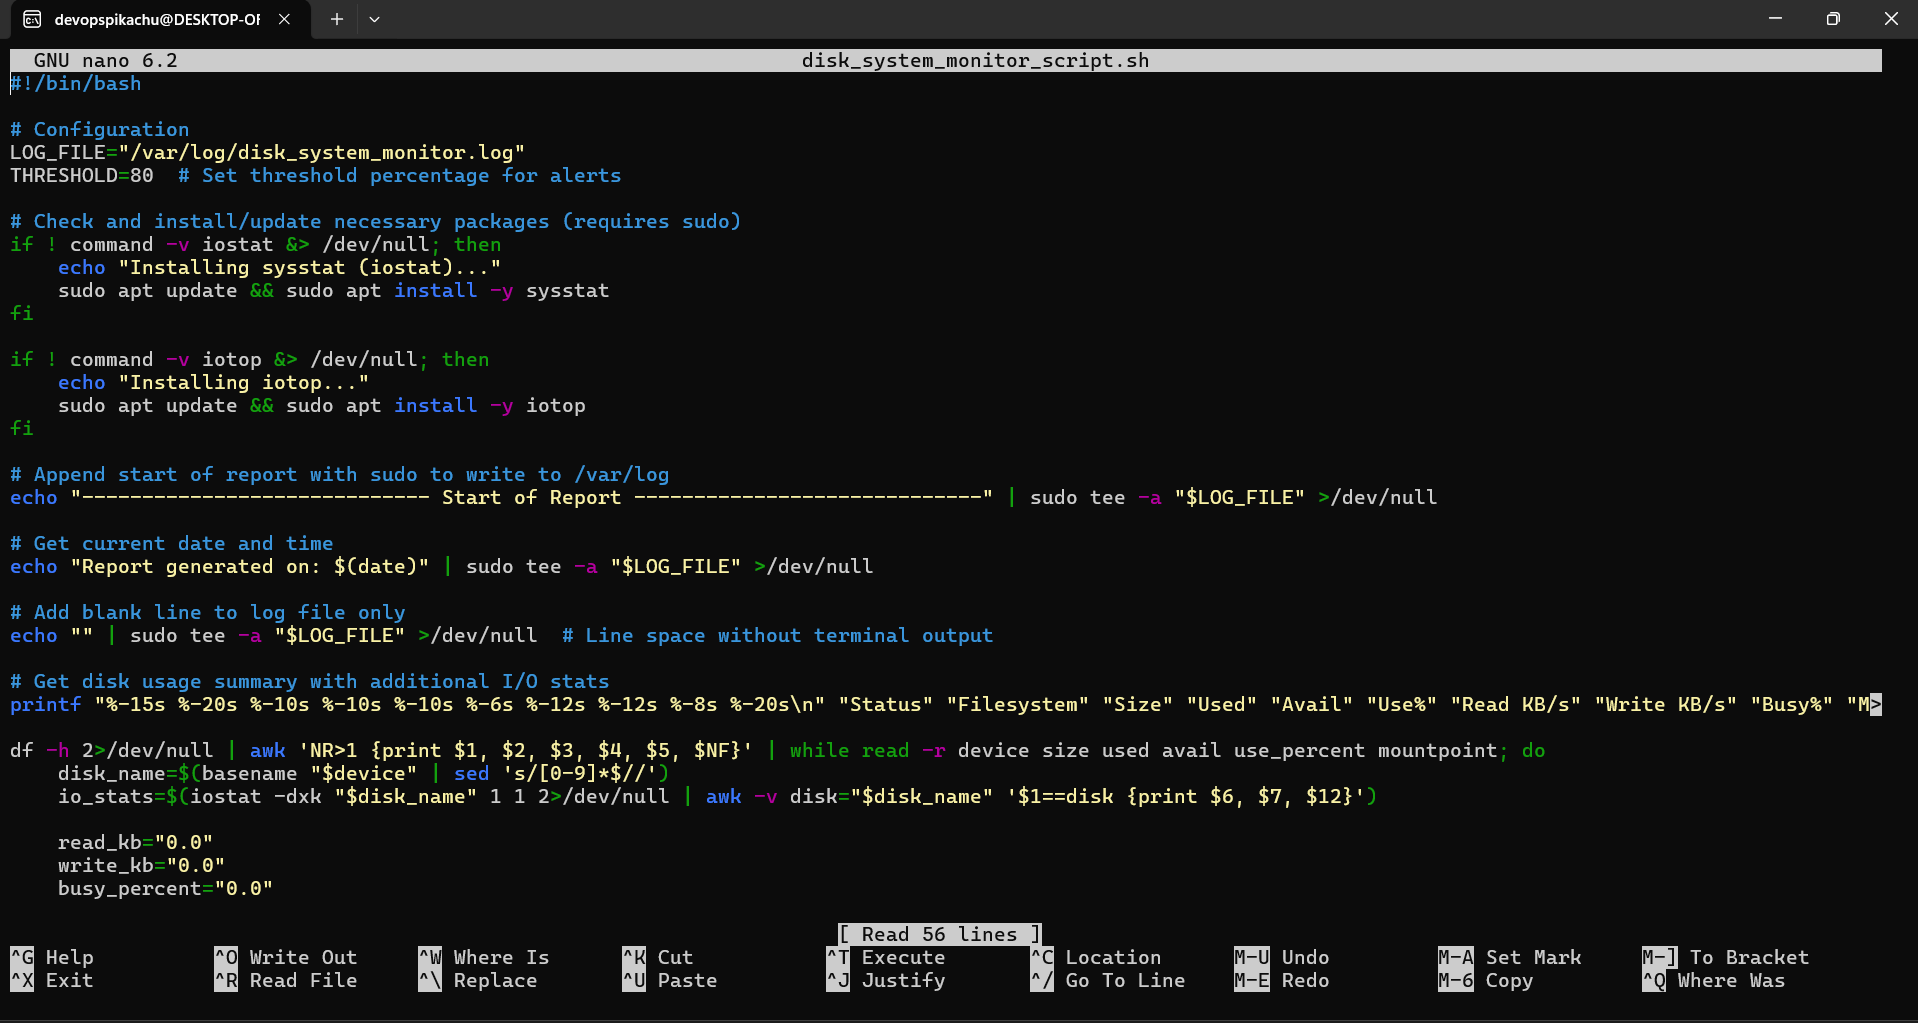 devopspikachu@DESKTOP-OF
GNU nano 6.2 disk_system_monitor_script.sh
#!/bin/bash
# Configuration
LOG_FILE="/var/log/disk_system_monitor.log"
THRESHOLD=80  # Set threshold percentage for alerts
# Check and install/update necessary packages (requires sudo)
if ! command -v iostat &> /dev/null; then
    echo "Installing sysstat (iostat)..."
    sudo apt update && sudo apt install -y sysstat
fi
if ! command -v iotop &> /dev/null; then
    echo "Installing iotop..."
    sudo apt update && sudo apt install -y iotop
fi
# Append start of report with sudo to write to /var/log
echo "----------------------------- Start of Report -----------------------------" | sudo tee -a "$LOG_FILE" >/dev/null
# Get current date and time
echo "Report generated on: $(date)" | sudo tee -a "$LOG_FILE" >/dev/null
# Add blank line to log file only
echo "" | sudo tee -a "$LOG_FILE" >/dev/null  # Line space without terminal output
# Get disk usage summary with additional I/O stats
printf "%-15s %-20s %-10s %-10s %-10s %-6s %-12s %-12s %-8s %-20s\n" "Status" "Filesystem" "Size" "Used" "Avail" "Use%" "Read KB/s" "Write KB/s" "Busy%" "M>
df -h 2>/dev/null | awk 'NR>1 {print $1, $2, $3, $4, $5, $NF}' | while read -r device size used avail use_percent mountpoint; do
    disk_name=$(basename "$device" | sed 's/[0-9]*$//')
    io_stats=$(iostat -dxk "$disk_name" 1 1 2>/dev/null | awk -v disk="$disk_name" '$1==disk {print $6, $7, $12}')
    read_kb="0.0"
    write_kb="0.0"
    busy_percent="0.0"
[ Read 56 lines ]
^G Help ^O Write Out ^W Where Is ^K Cut ^T Execute ^C Location M-U Undo M-A Set Mark M-] To Bracket
^X Exit ^R Read File ^\ Replace ^U Paste ^J Justify ^/ Go To Line M-E Redo M-6 Copy ^Q Where Was